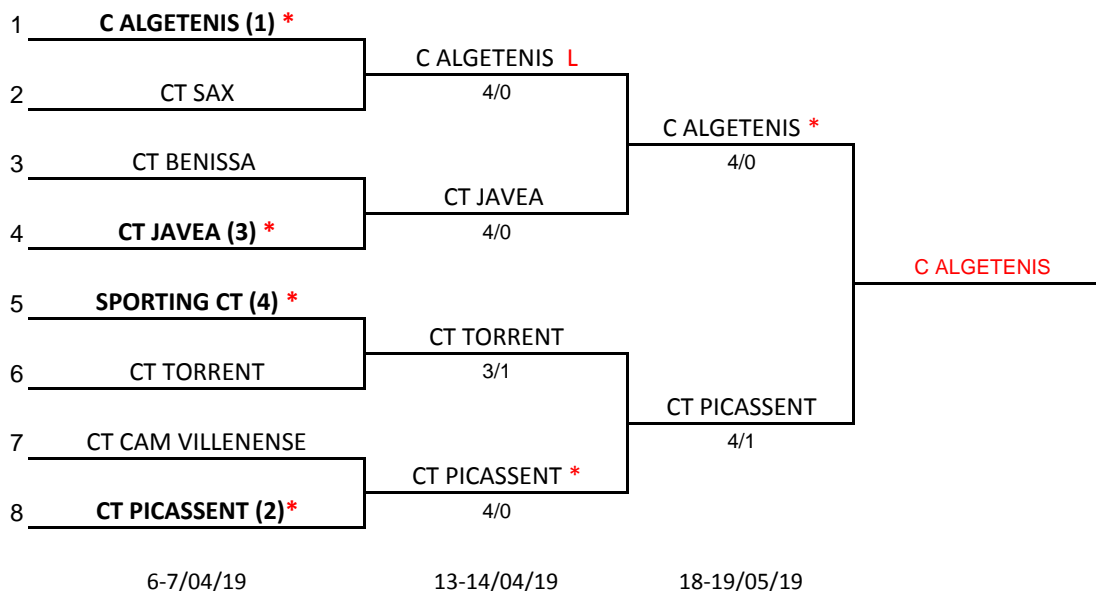 1 C ALGETENIS (1) *
C ALGETENIS L
4/0
2 CT SAX
C ALGETENIS *
4/0
3 CT BENISSA
CT JAVEA
4/0
4 CT JAVEA (3) *
C ALGETENIS
5 SPORTING CT (4) *
CT TORRENT
3/1
6 CT TORRENT
CT PICASSENT
4/1
7 CT CAM VILLENENSE
CT PICASSENT *
4/0
8 CT PICASSENT (2)*
6-7/04/19 13-14/04/19 18-19/05/19